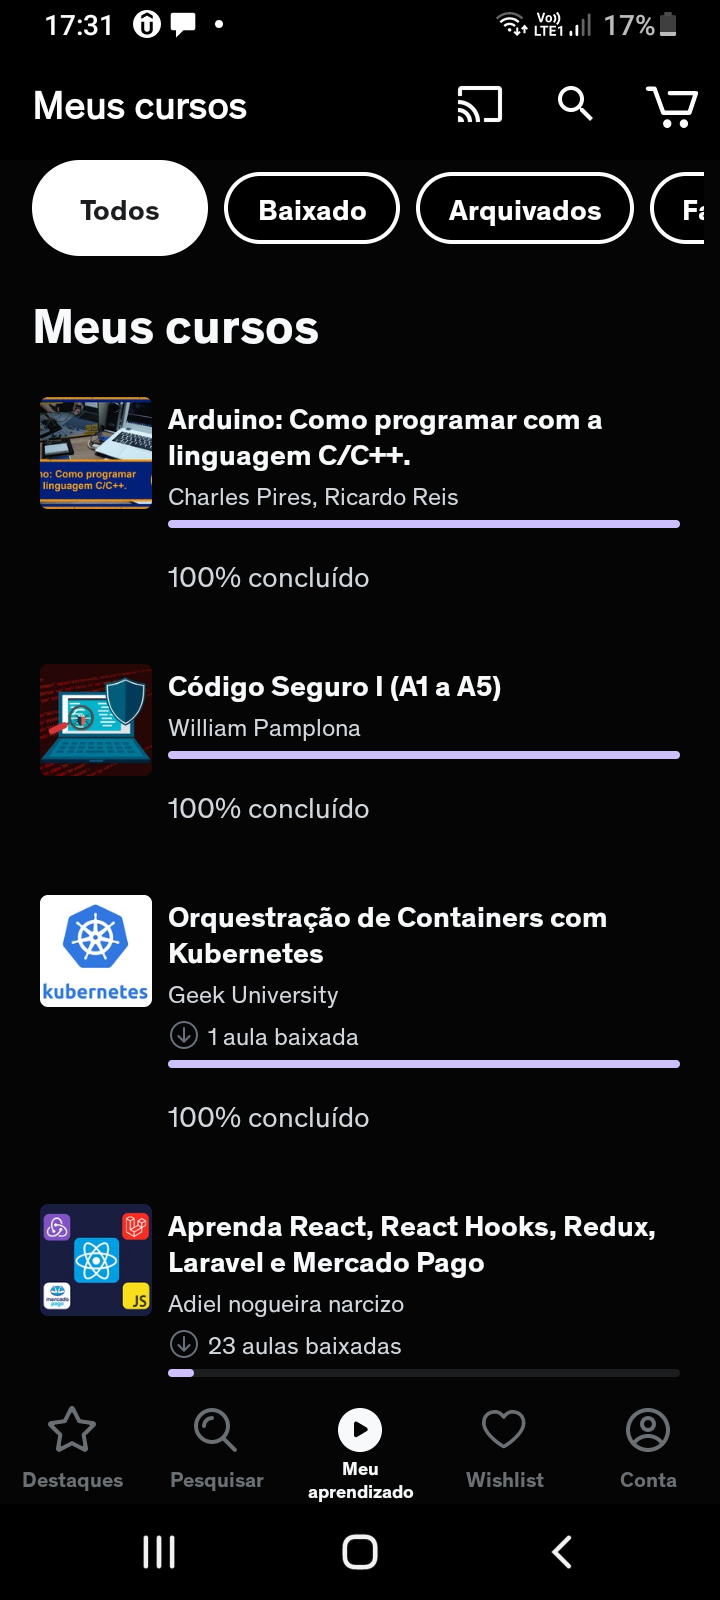 17:31
Vo))
LTE1
17%
Meus cursos
Todos
Baixado
Arquivados
Fa
Meus cursos
Arduino: Como programar com a
linguagem C/C++.
no: Como programar
linguagem C/C++.
Charles Pires, Ricardo Reis
100% concluído
Código Seguro I (A1 a A5)
William Pamplona
100% concluído
Orquestração de Containers com
Kubernetes
kubernetes
Geek University
1 aula baixada
100% concluído
Aprenda React, React Hooks, Redux,
Laravel e Mercado Pago
mercado
pago
JS
Adiel nogueira narcizo
23 aulas baixadas
Destaques
Pesquisar
Meu
aprendizado
Wishlist
Conta